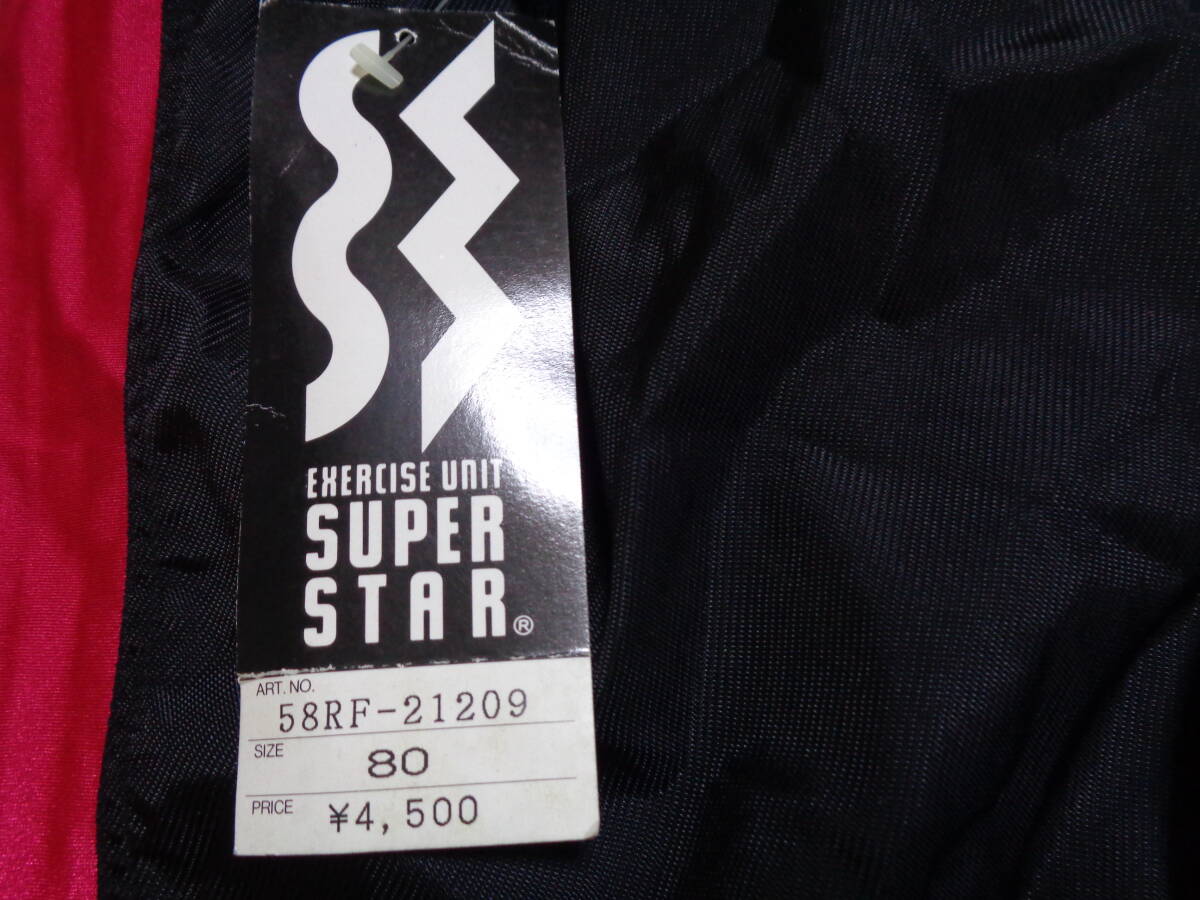 EXERCISE UNIT
SUPER
STAR®
ART. NO.
58RF-21209
SIZE
80
PRICE
¥4,500